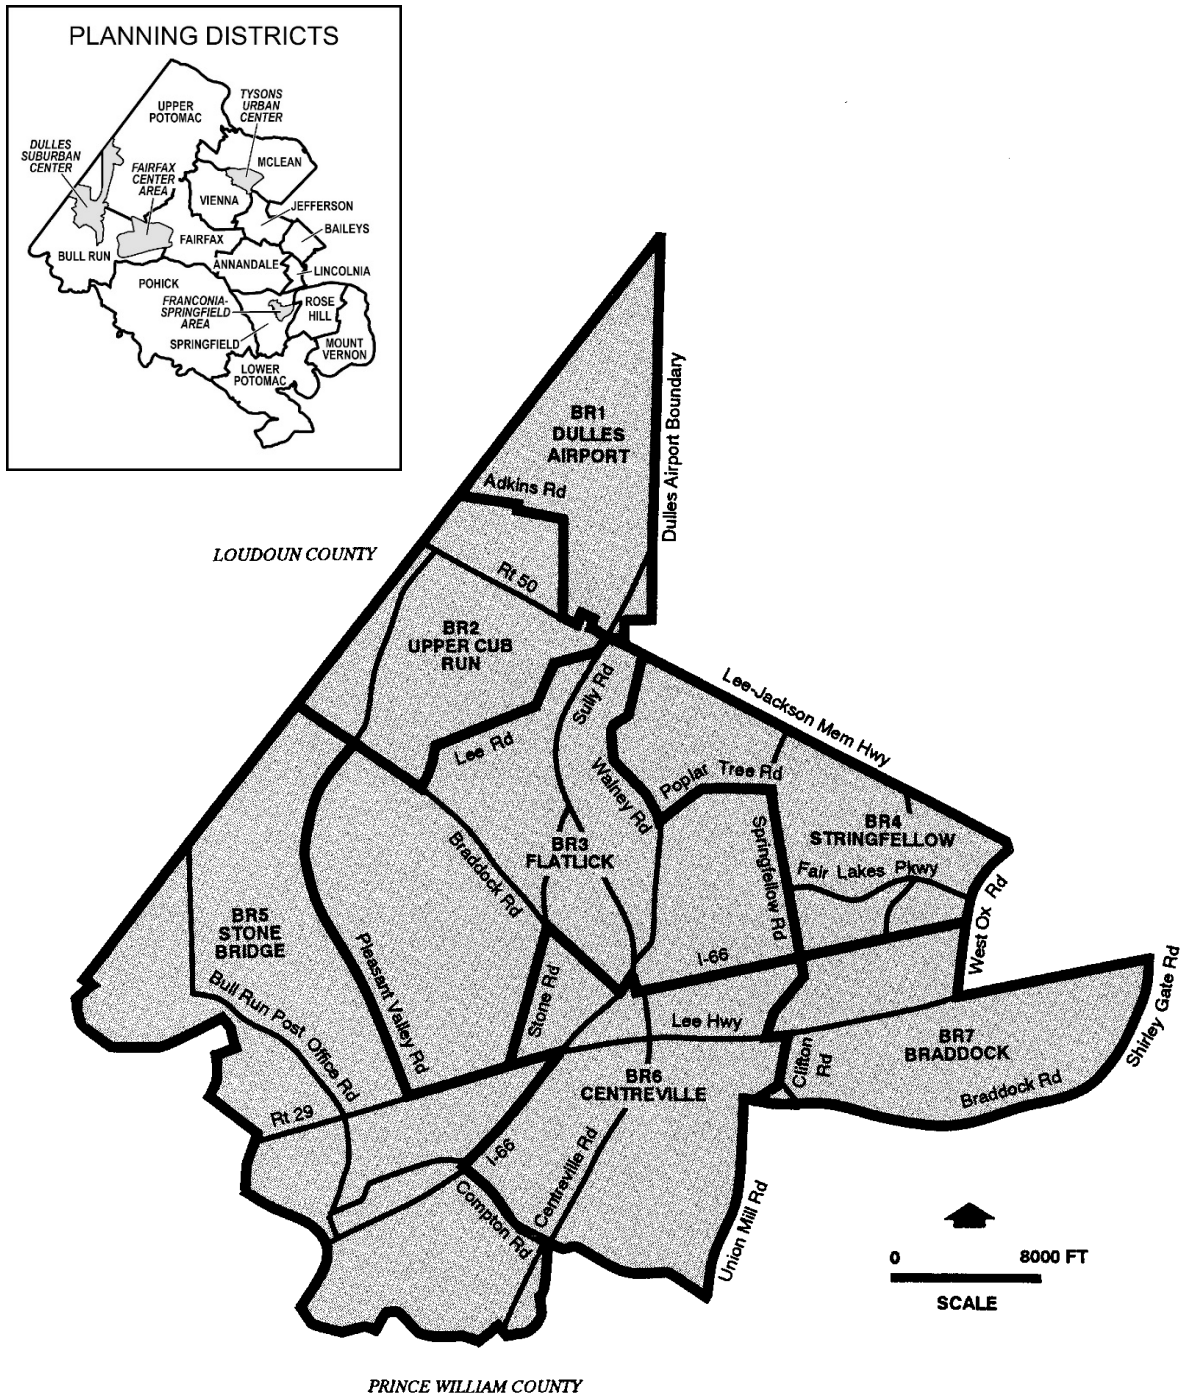 PLANNING DISTRICTS
TYSONS
URBAN
CENTER
UPPER
POTOMAC
DULLES
SUBURBAN
CENTER
FAIRFAX
CENTER
AREA
MCLEAN
VIENNA
JEFFERSON
BAILEYS
FAIRFAX
BULL RUN
ANNANDALE
LINCOLNIA
POHICK
FRANCONIA-
SPRINGFIELD
AREA
ROSE
HILL
SPRINGFIELD
MOUNT
VERNON
LOWER
POTOMAC
BR1
DULLES
AIRPORT
Dulles Airport Boundary
Adkins Rd
LOUDOUN COUNTY
Rt 50
BR2
UPPER CUB
RUN
Sully Rd
Lee-Jackson Mem Hwy
Lee Rd
Walney Rd
Poplar Tree Rd
BR4
STRINGFELLOW
Springfellow Rd
Fair Lakes Pkwy
BR3
FLATLICK
Braddock Rd
West Ox Rd
BR5
STONE
BRIDGE
Pleasant Valley Rd
I-66
Stone Rd
Bull Run Post Office Rd
Lee Hwy
Shirley Gate Rd
BR7
BRADDOCK
Clifton
Rd
BR6
CENTREVILLE
Braddock Rd
Rt 29
I-66
Centreville Rd
Compton Rd
Union Mill Rd
0 8000 FT
SCALE
PRINCE WILLIAM COUNTY